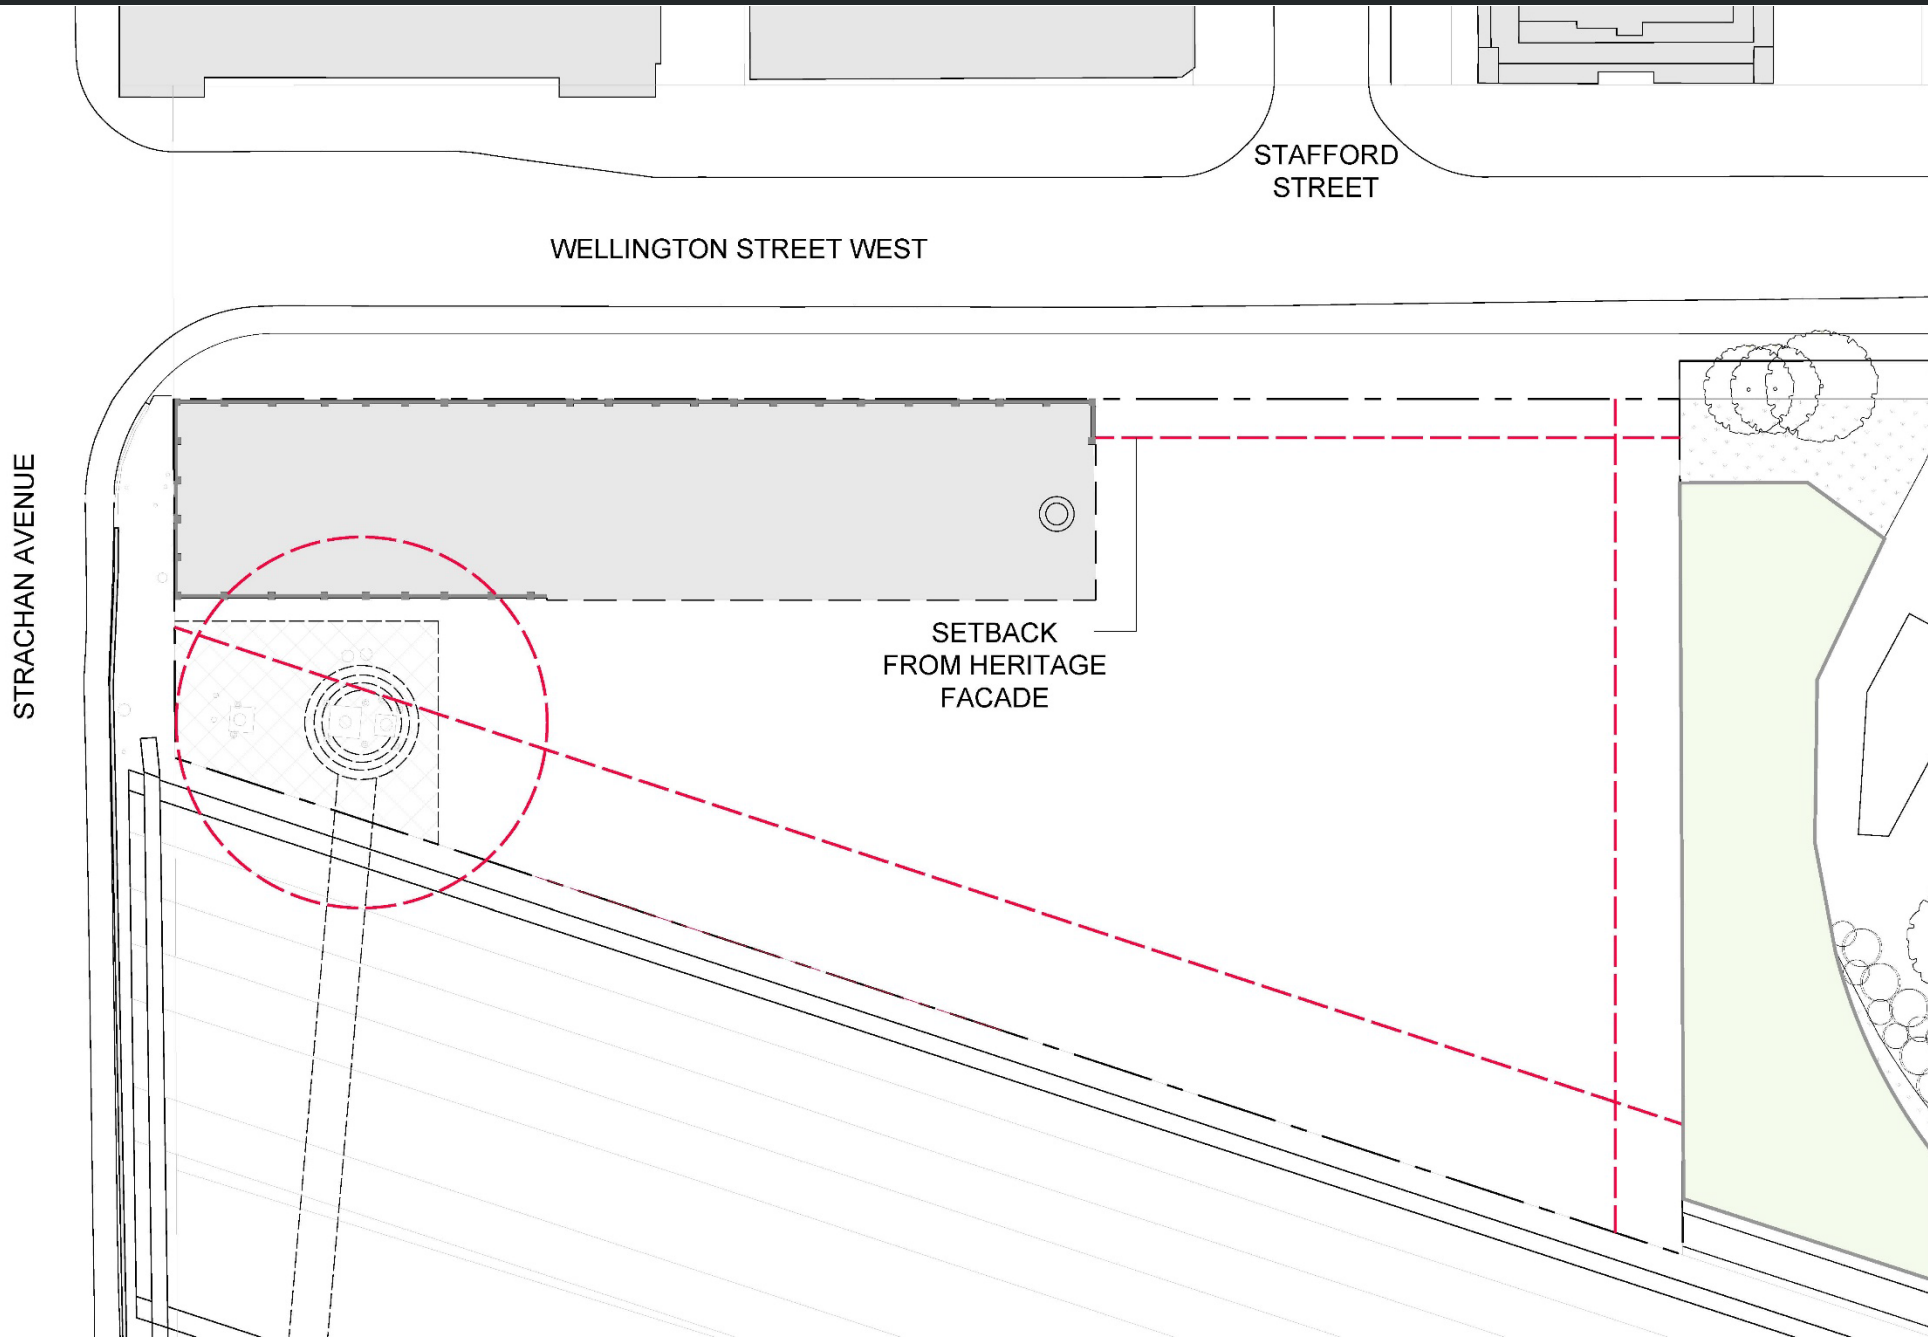 STAFFORD
STREET
WELLINGTON STREET WEST
STRACHAN AVENUE
SETBACK
FROM HERITAGE
FACADE